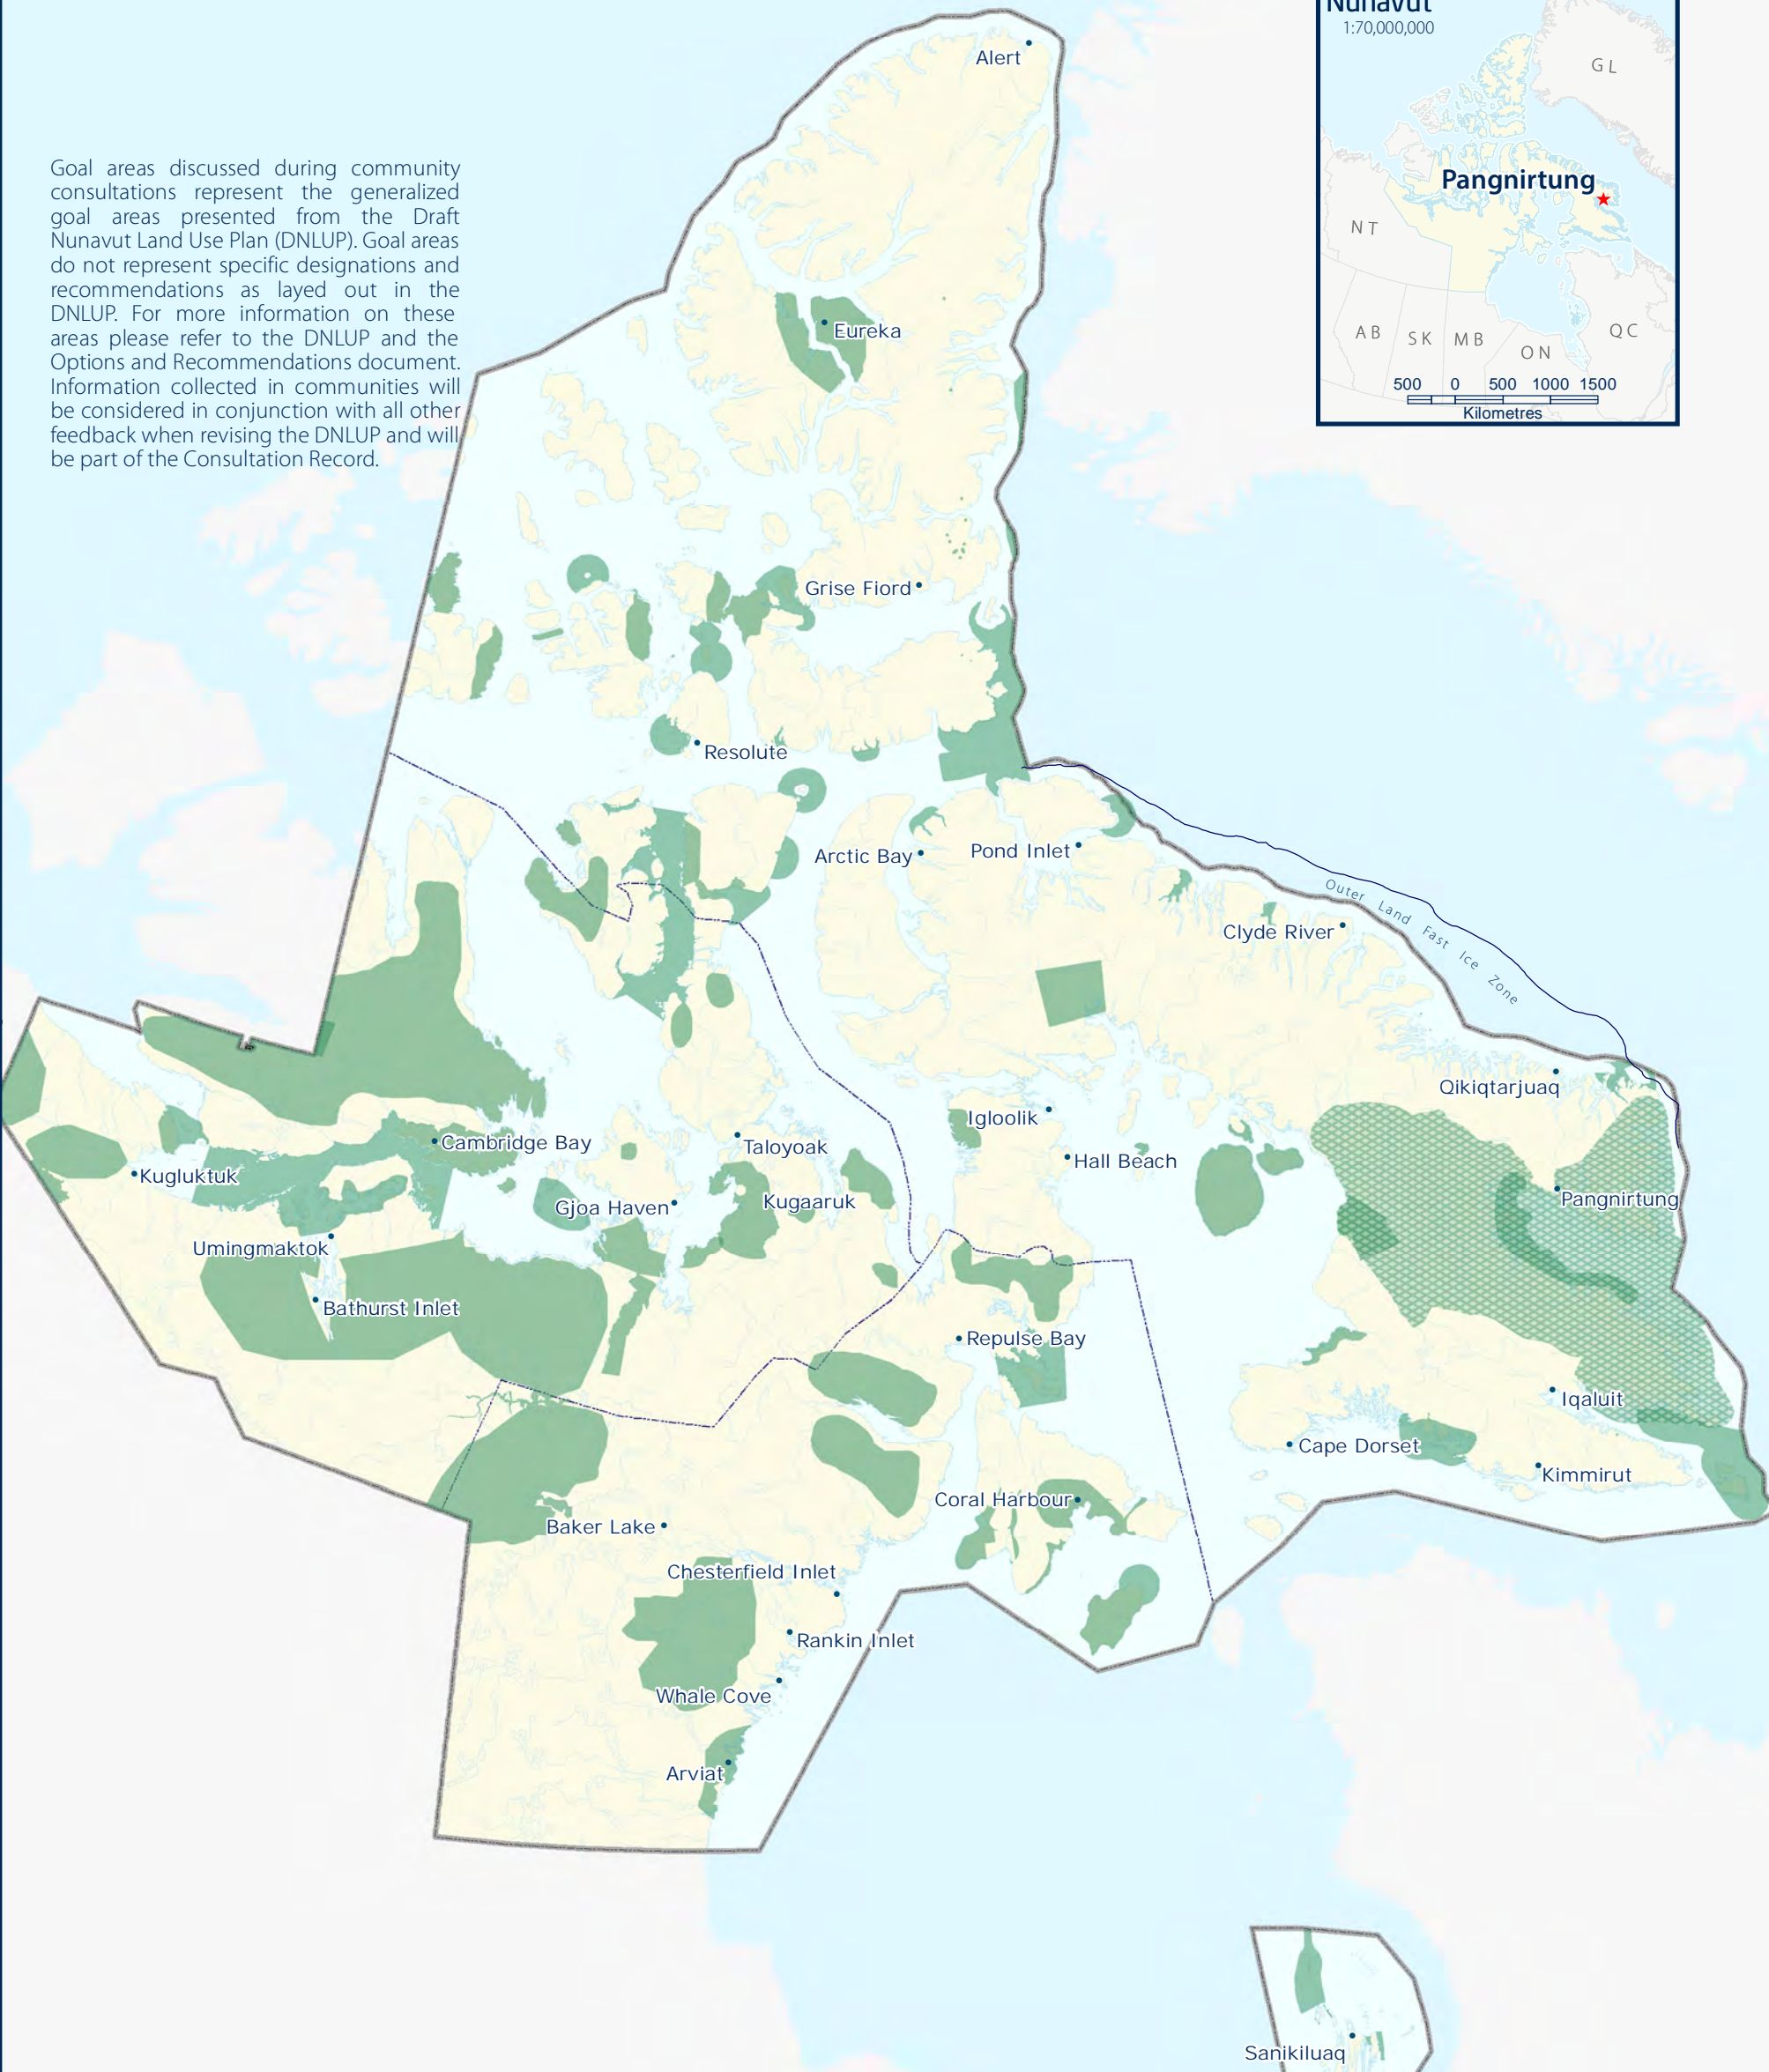 Nunavut
1:70,000,000
GL
Pangnirtung
NT
AB
SK
MB
ON
QC
500 0 500 1000 1500
Kilometres
Goal areas discussed during community
consultations represent the generalized
goal areas presented from the Draft
Nunavut Land Use Plan (DNLUP). Goal areas
do not represent specific designations and
recommendations as layed out in the
DNLUP. For more information on these
areas please refer to the DNLUP and the
Options and Recommendations document.
Information collected in communities will
be considered in conjunction with all other
feedback when revising the DNLUP and will
be part of the Consultation Record.
Alert
Eureka
Grise Fiord
Resolute
Arctic Bay
Pond Inlet
Outer Land Fast Ice Zone
Clyde River
Qikiqtarjuaq
Igloolik
Cambridge Bay
Taloyoak
Hall Beach
Kugluktuk
Kugaaruk
Pangnirtung
Gjoa Haven
Umingmaktok
Bathurst Inlet
Repulse Bay
Iqaluit
Cape Dorset
Kimmirut
Coral Harbour
Baker Lake
Chesterfield Inlet
Rankin Inlet
Whale Cove
Arviat
Sanikiluaq